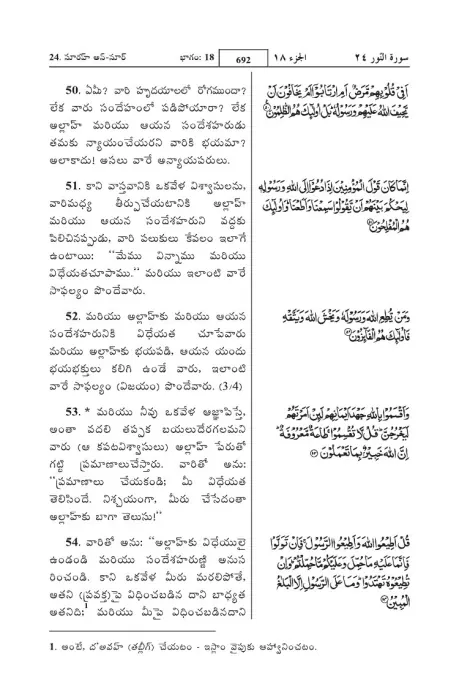 24. సూరహ్ అన్-నూర్ భాగం: 18 692 الجزء ١٨ سورة النور ٢٤
50. ఏమీ? వారి హృదయాలలో రోగముందా?
లేక వారు సందేహంలో పడిపోయారా? లేక
అల్లాహ్ మరియు ఆయన సందేశహరుడు
తమకు న్యాయంచేయరని వారికి భయమా?
అలాకాదు! అసలు వారే అన్యాయపరులు.
أَفِي قُلُوبِهِمْ مَرَضٌ أَمِ ارْتَابُوا أَمْ يَخَافُونَ أَنْ
يَحِيفَ اللهُ عَلَيْهِمْ وَرَسُولُهُ بَلْ أُولَٰئِكَ هُمُ الظَّالِمُونَ ۝
51. కాని వాస్తవానికి ఒకవేళ విశ్వాసులను,
వారిమధ్య తీర్పుచేయటానికి అల్లాహ్
మరియు ఆయన సందేశహరుని వద్దకు
పిలిచినప్పుడు, వారి పలుకులు కేవలం ఇలాగే
ఉంటాయి: "మేము విన్నాము మరియు
విధేయతచూపాము." మరియు ఇలాంటి వారే
సాఫల్యం పొందేవారు.
إِنَّمَا كَانَ قَوْلَ الْمُؤْمِنِينَ إِذَا دُعُوا إِلَى اللهِ وَرَسُولِهِ
لِيَحْكُمَ بَيْنَهُمْ أَنْ يَقُولُوا سَمِعْنَا وَأَطَعْنَا وَأُولَٰئِكَ
هُمُ الْمُفْلِحُونَ ۝
52. మరియు అల్లాహ్‌కు మరియు ఆయన
సందేశహరునికి విధేయత చూపేవారు
మరియు అల్లాహ్‌కు భయపడి, ఆయన యందు
భయభక్తులు కలిగి ఉండే వారు, ఇలాంటి
వారే సాఫల్యం (విజయం) పొందేవారు. (3/4)
وَمَنْ يُطِعِ اللهَ وَرَسُولَهُ وَيَخْشَ اللهَ وَيَتَّقْهِ
فَأُولَٰئِكَ هُمُ الْفَائِزُونَ ۝
53. * మరియు నీవు ఒకవేళ ఆజ్ఞాపిస్తే,
అంతా వదలి తప్పక బయలుదేరగలమని
వారు (ఆ కపటవిశ్వాసులు) అల్లాహ్ పేరుతో
గట్టి ప్రమాణాలుచేస్తారు. వారితో అను:
"ప్రమాణాలు చేయకండి; మీ విధేయత
తెలిసిందే. నిశ్చయంగా, మీరు చేసేదంతా
అల్లాహ్‌కు బాగా తెలుసు!"
وَأَقْسَمُوا بِاللهِ جَهْدَ أَيْمَانِهِمْ لَئِنْ أَمَرْتَهُمْ
لَيَخْرُجُنَّ قُلْ لَا تُقْسِمُوا طَاعَةٌ مَعْرُوفَةٌ
إِنَّ اللهَ خَبِيرٌ بِمَا تَعْمَلُونَ ۝
54. వారితో అను: "అల్లాహ్‌కు విధేయులై
ఉండండి మరియు సందేశహరుణ్ణి అనుస
రించండి. కాని ఒకవేళ మీరు మరలిపోతే,
అతని (ప్రవక్త)పై విధించబడిన దాని బాధ్యత
అతనిది;1 మరియు మీపై విధించబడినదాని
قُلْ أَطِيعُوا اللهَ وَأَطِيعُوا الرَّسُولَ فَإِنْ تَوَلَّوْا
فَإِنَّمَا عَلَيْهِ مَا حُمِّلَ وَعَلَيْكُمْ مَا حُمِّلْتُمْ وَإِنْ
تُطِيعُوهُ تَهْتَدُوا وَمَا عَلَى الرَّسُولِ إِلَّا الْبَلَاغُ
الْمُبِينُ ۝
1. అంటే, ద'అవహ్ (తబ్లీగ్) చేయటం - ఇస్లాం వైపుకు ఆహ్వానించటం.